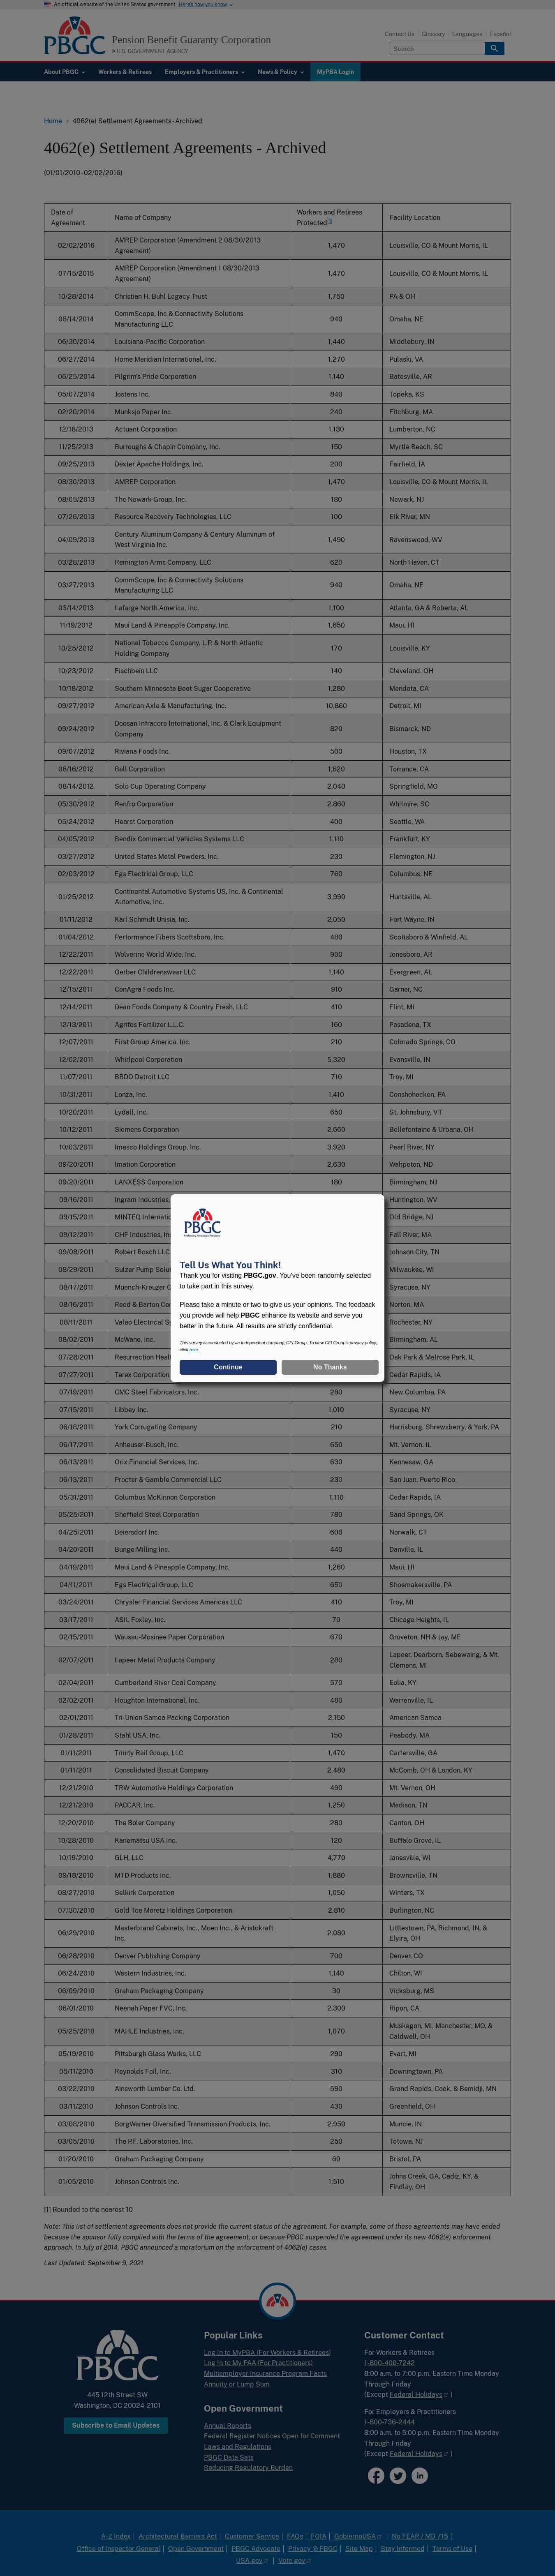 An official website of the United States government Here's how you know
Contact Us Glossary Languages Español
PBGC
Pension Benefit Guaranty Corporation
A U.S. GOVERNMENT AGENCY
Search
About PBGC Workers & Retirees Employers & Practitioners News & Policy MyPBA Login
Home › 4062(e) Settlement Agreements - Archived
4062(e) Settlement Agreements - Archived
(01/01/2010 -02/02/2016)
Date of Agreement Name of Company Workers and Retirees Protected[1] Facility Location
02/02/2016 AMREP Corporation (Amendment 2 08/30/2013 Agreement) 1,470 Louisville, CO & Mount Morris, IL
07/15/2015 AMREP Corporation (Amendment 1 08/30/2013 Agreement) 1,470 Louisville, CO & Mount Morris, IL
10/28/2014 Christian H. Buhl Legacy Trust 1,750 PA & OH
08/14/2014 CommScope, Inc & Connectivity Solutions Manufacturing LLC 940 Omaha, NE
06/30/2014 Louisiana-Pacific Corporation 1,440 Middlebury, IN
06/27/2014 Home Meridian International, Inc. 1,270 Pulaski, VA
06/25/2014 Pilgrim's Pride Corporation 1,140 Batesville, AR
05/07/2014 Jostens Inc. 840 Topeka, KS
02/20/2014 Munksjo Paper Inc. 240 Fitchburg, MA
12/18/2013 Actuant Corporation 1,130 Lumberton, NC
11/25/2013 Burroughs & Chapin Company, Inc. 150 Myrtle Beach, SC
09/25/2013 Dexter Apache Holdings, Inc. 200 Fairfield, IA
08/30/2013 AMREP Corporation 1,470 Louisville, CO & Mount Morris, IL
08/05/2013 The Newark Group, Inc. 180 Newark, NJ
07/26/2013 Resource Recovery Technologies, LLC 100 Elk River, MN
04/09/2013 Century Aluminum Company & Century Aluminum of West Virginia Inc. 1,490 Ravenswood, WV
03/28/2013 Remington Arms Company, LLC 620 North Haven, CT
03/27/2013 CommScope, Inc & Connectivity Solutions Manufacturing LLC 940 Omaha, NE
03/14/2013 Lafarge North America, Inc. 1,100 Atlanta, GA & Roberta, AL
11/19/2012 Maui Land & Pineapple Company, Inc. 1,650 Maui, HI
10/25/2012 National Tobacco Company, L.P. & North Atlantic Holding Company 170 Louisville, KY
10/23/2012 Fischbein LLC 140 Cleveland, OH
10/18/2012 Southern Minnesota Beet Sugar Cooperative 1,280 Mendota, CA
09/27/2012 American Axle & Manufacturing, Inc. 10,860 Detroit, MI
09/24/2012 Doosan Infracore International, Inc. & Clark Equipment Company 820 Bismarck, ND
09/07/2012 Riviana Foods Inc. 500 Houston, TX
08/16/2012 Ball Corporation 1,620 Torrance, CA
08/14/2012 Solo Cup Operating Company 2,040 Springfield, MO
05/30/2012 Renfro Corporation 2,860 Whitmire, SC
05/24/2012 Hearst Corporation 400 Seattle, WA
04/05/2012 Bendix Commercial Vehicles Systems LLC 1,110 Frankfurt, KY
03/27/2012 United States Metal Powders, Inc. 230 Flemington, NJ
02/03/2012 Egs Electrical Group, LLC 760 Columbus, NE
01/25/2012 Continental Automotive Systems US, Inc. & Continental Automotive, Inc. 3,990 Huntsville, AL
01/11/2012 Karl Schmidt Unisia, Inc. 2,050 Fort Wayne, IN
01/04/2012 Performance Fibers Scottsboro, Inc. 480 Scottsboro & Winfield, AL
12/22/2011 Wolverine World Wide, Inc. 900 Jonesboro, AR
12/22/2011 Gerber Childrenswear LLC 1,140 Evergreen, AL
12/15/2011 ConAgra Foods Inc. 910 Garner, NC
12/14/2011 Dean Foods Company & Country Fresh, LLC 410 Flint, MI
12/13/2011 Agrifos Fertilizer L.L.C. 160 Pasadena, TX
12/07/2011 First Group America, Inc. 210 Colorado Springs, CO
12/02/2011 Whirlpool Corporation 5,320 Evansville, IN
11/07/2011 BBDO Detroit LLC 710 Troy, MI
10/31/2011 Lonza, Inc. 1,410 Conshohocken, PA
10/20/2011 Lydall, Inc. 650 St. Johnsbury, VT
10/12/2011 Siemens Corporation 2,660 Bellefontaine & Urbana, OH
10/03/2011 Imasco Holdings Group, Inc. 3,920 Pearl River, NY
09/20/2011 Imation Corporation 2,630 Wahpeton, ND
09/20/2011 LANXESS Corporation 180 Birmingham, NJ
09/16/2011 Ingram Industries, Huntington, WV
09/15/2011 MINTEQ Internatio Old Bridge, NJ
09/12/2011 CHF Industries, Inc Fall River, MA
09/08/2011 Robert Bosch LLC Johnson City, TN
08/29/2011 Sulzer Pump Solut Milwaukee, WI
08/17/2011 Muench-Kreuzer C Syracuse, NY
08/16/2011 Reed & Barton Cor Norton, MA
08/11/2011 Valeo Electrical Sy Rochester, NY
08/02/2011 McWane, Inc. Birmingham, AL
07/28/2011 Resurrection Healt Oak Park & Melrose Park, IL
07/27/2011 Terex Corporation Cedar Rapids, IA
PBGC
Protecting America's Pensions
Tell Us What You Think!
Thank you for visiting PBGC.gov. You've been randomly selected
to take part in this survey.
Please take a minute or two to give us your opinions. The feedback
you provide will help PBGC enhance its website and serve you
better in the future. All results are strictly confidential.
This survey is conducted by an independent company, CFI Group. To view CFI Group's privacy policy,
click here.
Continue No Thanks
07/19/2011 CMC Steel Fabricators, Inc. 280 New Columbia, PA
07/15/2011 Libbey Inc. 1,010 Syracuse, NY
06/18/2011 York Corrugating Company 210 Harrisburg, Shrewsberry, & York, PA
06/17/2011 Anheuser-Busch, Inc. 650 Mt. Vernon, IL
06/13/2011 Orix Financial Services, Inc. 630 Kennesaw, GA
06/13/2011 Procter & Gamble Commercial LLC 230 San Juan, Puerto Rico
05/31/2011 Columbus McKinnon Corporation 1,110 Cedar Rapids, IA
05/25/2011 Sheffield Steel Corporation 780 Sand Springs, OK
04/25/2011 Beiersdorf Inc. 600 Norwalk, CT
04/20/2011 Bunge Milling Inc. 440 Danville, IL
04/19/2011 Maui Land & Pineapple Company, Inc. 1,260 Maui, HI
04/11/2011 Egs Electrical Group, LLC 650 Shoemakersville, PA
03/24/2011 Chrysler Financial Services Americas LLC 410 Troy, MI
03/17/2011 ASIL Foxley, Inc. 70 Chicago Heights, IL
02/15/2011 Wausau-Mosinee Paper Corporation 670 Groveton, NH & Jay, ME
02/07/2011 Lapeer Metal Products Company 280 Lapeer, Dearborn, Sebewaing, & Mt. Clemens, MI
02/04/2011 Cumberland River Coal Company 570 Eolia, KY
02/02/2011 Houghton International, Inc. 480 Warrenville, IL
02/01/2011 Tri-Union Samoa Packing Corporation 2,150 American Samoa
01/28/2011 Stahl USA, Inc. 150 Peabody, MA
01/11/2011 Trinity Rail Group, LLC 1,470 Cartersville, GA
01/11/2011 Consolidated Biscuit Company 2,480 McComb, OH & London, KY
12/21/2010 TRW Automotive Holdings Corporation 490 Mt. Vernon, OH
12/21/2010 PACCAR, Inc. 1,250 Madison, TN
12/20/2010 The Boler Company 280 Canton, OH
10/28/2010 Kanematsu USA Inc. 120 Buffalo Grove, IL
10/19/2010 GLH, LLC 4,770 Janesville, WI
09/18/2010 MTD Products Inc. 1,880 Brownsville, TN
08/27/2010 Selkirk Corporation 1,050 Winters, TX
07/30/2010 Gold Toe Moretz Holdings Corporation 2,810 Burlington, NC
06/29/2010 Masterbrand Cabinets, Inc., Moen Inc., & Aristokraft Inc. 2,080 Littlestown, PA, Richmond, IN, & Elyira, OH
06/28/2010 Denver Publishing Company 700 Denver, CO
06/24/2010 Western Industries, Inc. 1,140 Chilton, WI
06/09/2010 Graham Packaging Company 30 Vicksburg, MS
06/01/2010 Neenah Paper FVC, Inc. 2,300 Ripon, CA
05/25/2010 MAHLE Industries, Inc. 1,070 Muskegon, MI, Manchester, MO, & Caldwell, OH
05/19/2010 Pittsburgh Glass Works, LLC 290 Evart, MI
05/11/2010 Reynolds Foil, Inc. 310 Downingtown, PA
03/22/2010 Ainsworth Lumber Co. Ltd. 590 Grand Rapids, Cook, & Bemidji, MN
03/11/2010 Johnson Controls Inc. 430 Greenfield, OH
03/08/2010 BorgWarner Diversified Transmission Products, Inc. 2,950 Muncie, IN
03/05/2010 The P.F. Laboratories, Inc. 250 Totowa, NJ
01/20/2010 Graham Packaging Company 60 Bristol, PA
01/05/2010 Johnson Controls Inc. 1,510 Johns Creek, GA, Cadiz, KY, & Findlay, OH
[1] Rounded to the nearest 10
Note: This list of settlement agreements does not provide the current status of the agreement. For example, some of these agreements may have ended
because the sponsor fully complied with the terms of the agreement, or because PBGC suspended the agreement under its new 4062(e) enforcement
approach. In July of 2014, PBGC announced a moratorium on the enforcement of 4062(e) cases.
Last Updated: September 9, 2021
PBGC
445 12th Street SW
Washington, DC 20024-2101
Subscribe to Email Updates
Popular Links
Log In to MyPBA (For Workers & Retirees)
Log In to My PAA (For Practitioners)
Multiemployer Insurance Program Facts
Annuity or Lump Sum
Open Government
Annual Reports
Federal Register Notices Open for Comment
Laws and Regulations
PBGC Data Sets
Reducing Regulatory Burden
Customer Contact
For Workers & Retirees
1-800-400-7242
8:00 a.m. to 7:00 p.m. Eastern Time Monday
Through Friday
(Except Federal Holidays )
For Employers & Practitioners
1-800-736-2444
8:00 a.m. to 5:00 p.m. Eastern Time Monday
Through Friday
(Except Federal Holidays )
A-Z Index | Architectural Barriers Act | Customer Service | FAQs | FOIA | GobiernoUSA | No FEAR / MD 715 |
Office of Inspector General | Open Government | PBGC Advocate | Privacy @ PBGC | Site Map | Stay Informed | Terms of Use |
USA.gov | Vote.gov